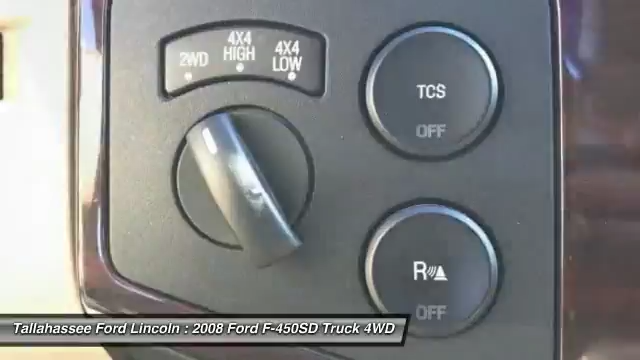 2WD
4X4
HIGH
4X4
LOW
TCS
OFF
R
OFF
Tallahassee Ford Lincoln : 2008 Ford F-450SD Truck 4WD